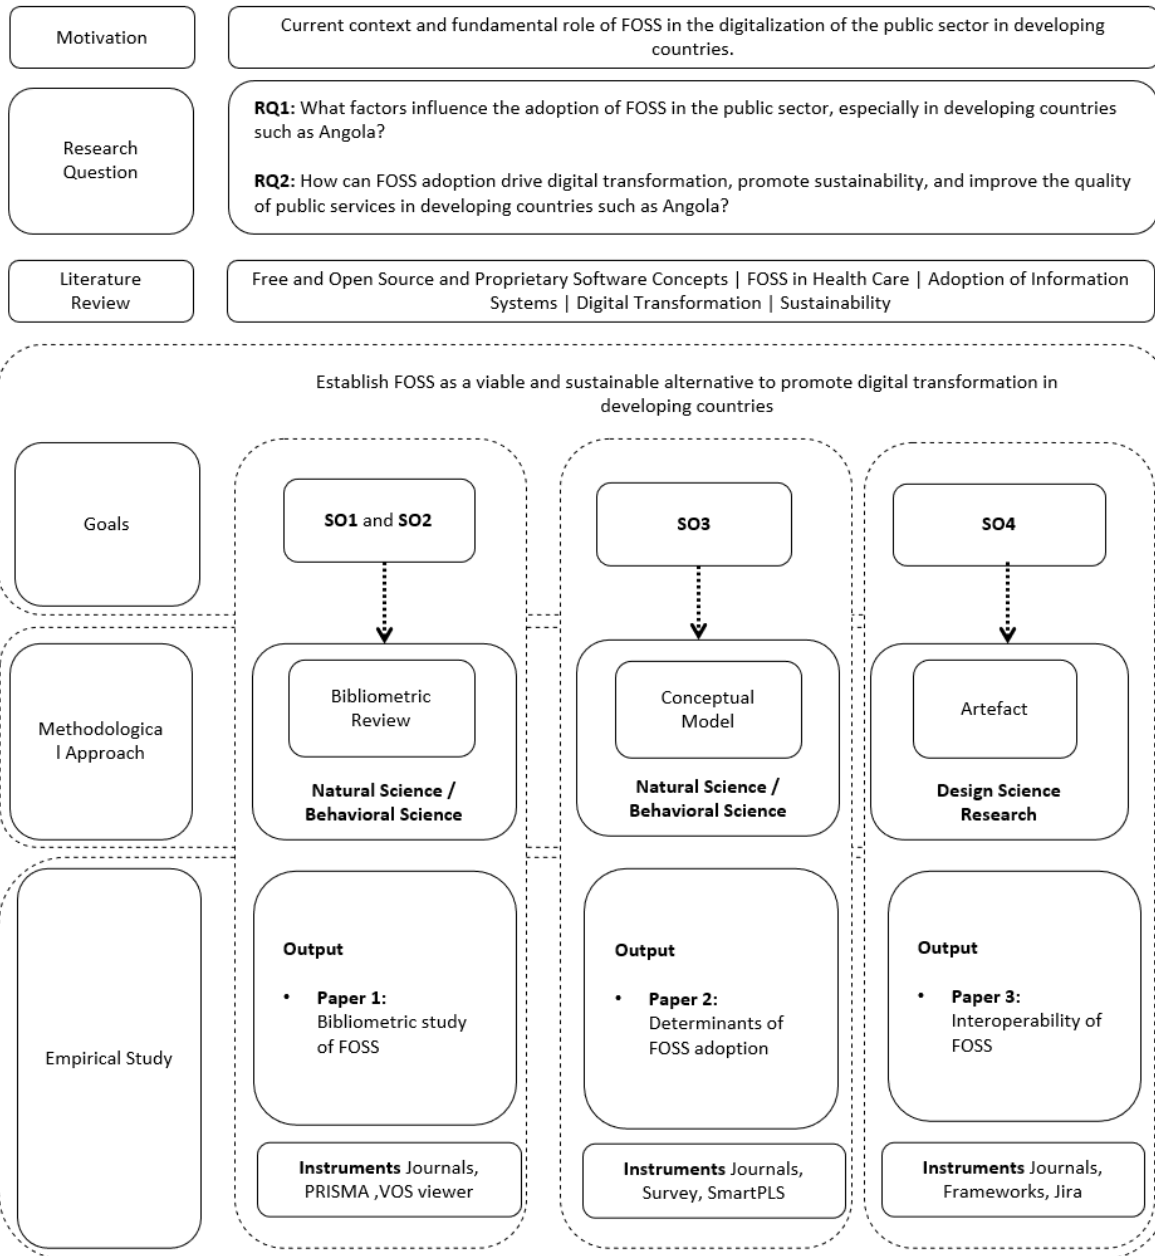 Motivation
Current context and fundamental role of FOSS in the digitalization of the public sector in developing
countries.
Research
Question
RQ1: What factors influence the adoption of FOSS in the public sector, especially in developing countries
such as Angola?
RQ2: How can FOSS adoption drive digital transformation, promote sustainability, and improve the quality
of public services in developing countries such as Angola?
Literature
Review
Free and Open Source and Proprietary Software Concepts | FOSS in Health Care | Adoption of Information
Systems | Digital Transformation | Sustainability
Establish FOSS as a viable and sustainable alternative to promote digital transformation in
developing countries
Goals
SO1 and SO2
SO3
SO4
Methodologica
l Approach
Bibliometric
Review
Natural Science /
Behavioral Science
Conceptual
Model
Natural Science /
Behavioral Science
Artefact
Design Science
Research
Empirical Study
Output
• Paper 1:
Bibliometric study
of FOSS
Instruments Journals,
PRISMA ,VOS viewer
Output
• Paper 2:
Determinants of
FOSS adoption
Instruments Journals,
Survey, SmartPLS
Output
• Paper 3:
Interoperability of
FOSS
Instruments Journals,
Frameworks, Jira